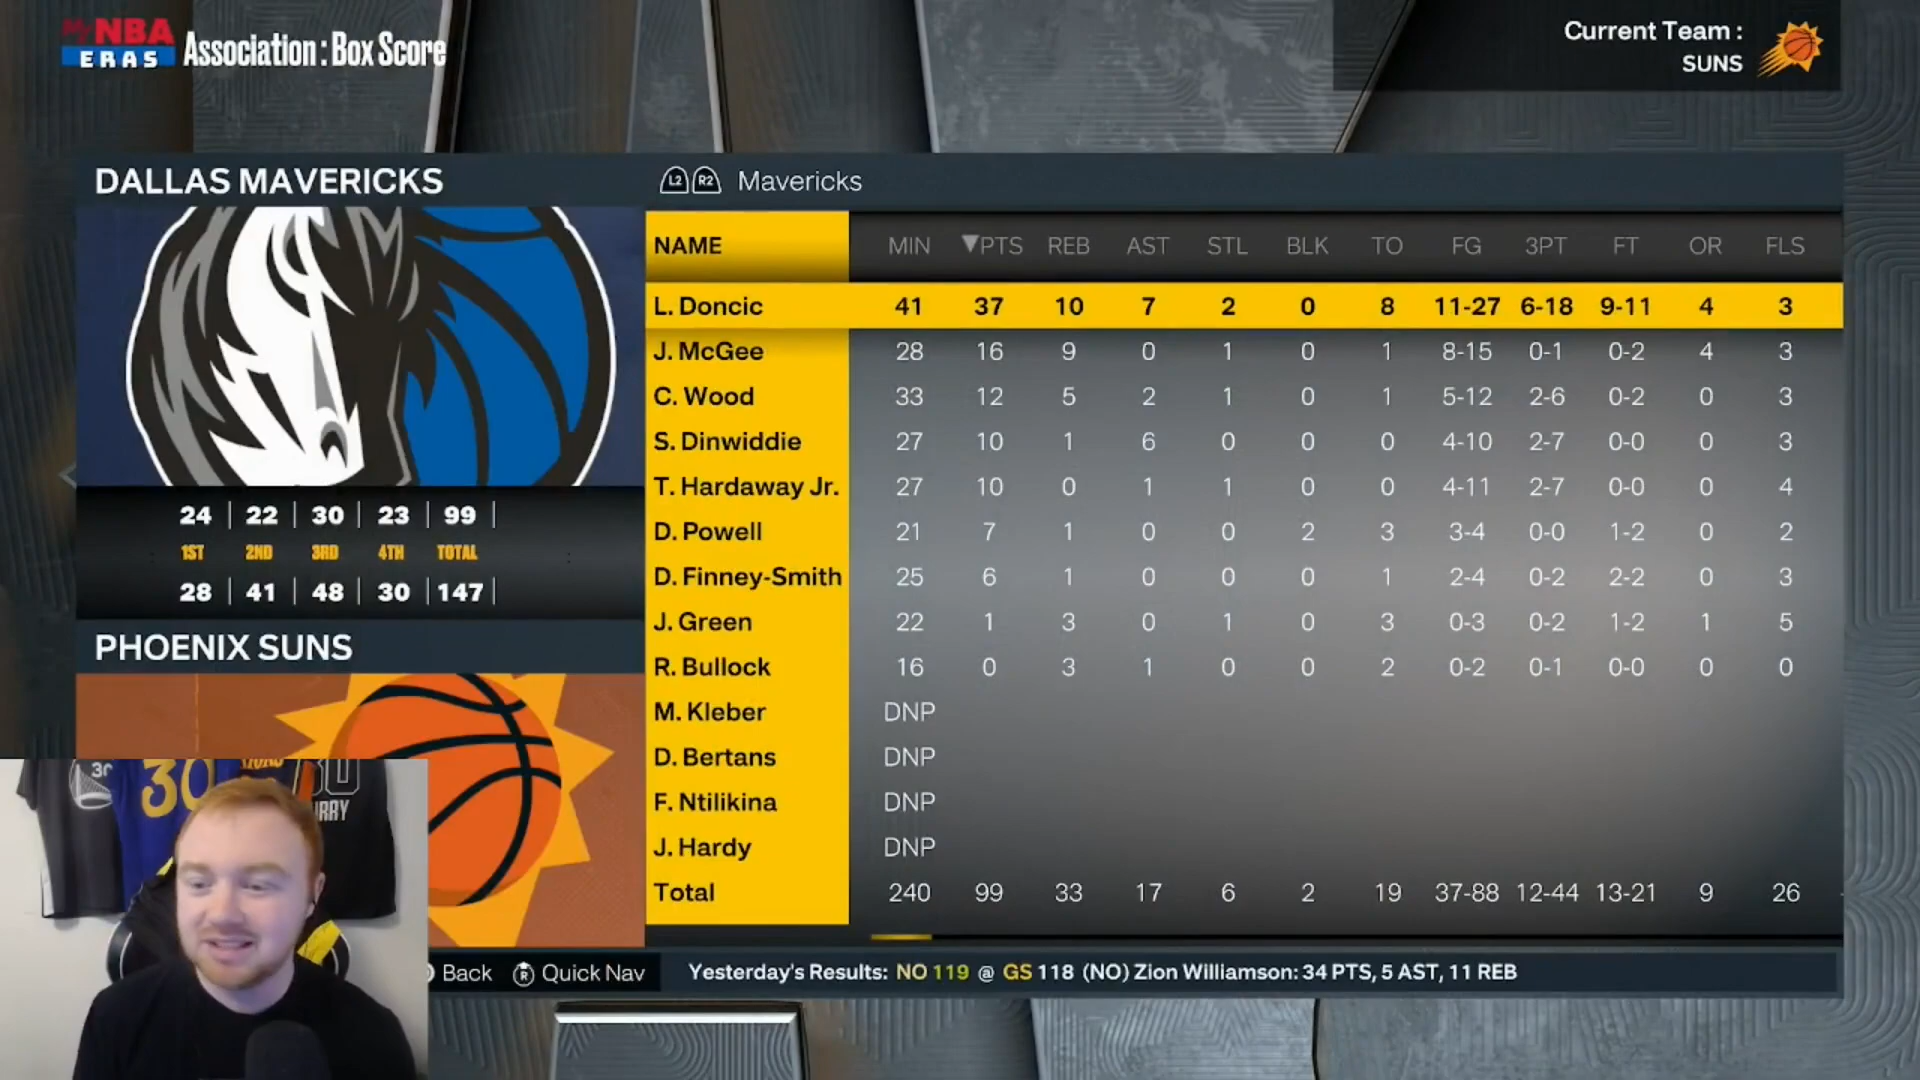 MyNBA
ERAS
Association : Box Score
Current Team :
SUNS
DALLAS MAVERICKS
24 | 22 | 30 | 23 | 99 |
1ST 2ND 3RD 4TH TOTAL
28 | 41 | 48 | 30 | 147 |
PHOENIX SUNS
L2 R2 Mavericks
NAME MIN ▼PTS REB AST STL BLK TO FG 3PT FT OR FLS
L. Doncic 41 37 10 7 2 0 8 11-27 6-18 9-11 4 3
J. McGee 28 16 9 0 1 0 1 8-15 0-1 0-2 4 3
C. Wood 33 12 5 2 1 0 1 5-12 2-6 0-2 0 3
S. Dinwiddie 27 10 1 6 0 0 0 4-10 2-7 0-0 0 3
T. Hardaway Jr. 27 10 0 1 1 0 0 4-11 2-7 0-0 0 4
D. Powell 21 7 1 0 0 2 3 3-4 0-0 1-2 0 2
D. Finney-Smith 25 6 1 0 0 0 1 2-4 0-2 2-2 0 3
J. Green 22 1 3 0 1 0 3 0-3 0-2 1-2 1 5
R. Bullock 16 0 3 1 0 0 2 0-2 0-1 0-0 0 0
M. Kleber DNP
D. Bertans DNP
F. Ntilikina DNP
J. Hardy DNP
Total 240 99 33 17 6 2 19 37-88 12-44 13-21 9 26
30
30
Back R Quick Nav
Yesterday's Results: NO 119 @ GS 118 (NO) Zion Williamson: 34 PTS, 5 AST, 11 REB